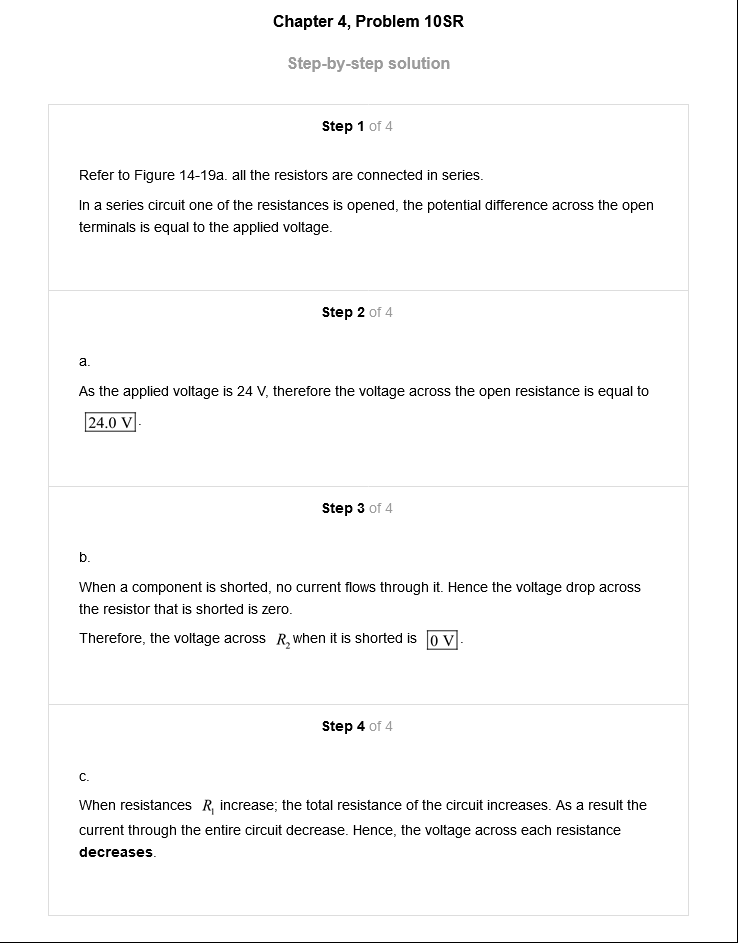 Chapter 4, Problem 10SR
Step-by-step solution
Step 1 of 4
Refer to Figure 14-19a. all the resistors are connected in series.
In a series circuit one of the resistances is opened, the potential difference across the open
terminals is equal to the applied voltage.
Step 2 of 4
a.
As the applied voltage is 24 V, therefore the voltage across the open resistance is equal to
24.0 V.
Step 3 of 4
b.
When a component is shorted, no current flows through it. Hence the voltage drop across
the resistor that is shorted is zero.
Therefore, the voltage across R₂ when it is shorted is 0 V.
Step 4 of 4
c.
When resistances R₁ increase; the total resistance of the circuit increases. As a result the
current through the entire circuit decrease. Hence, the voltage across each resistance
decreases.